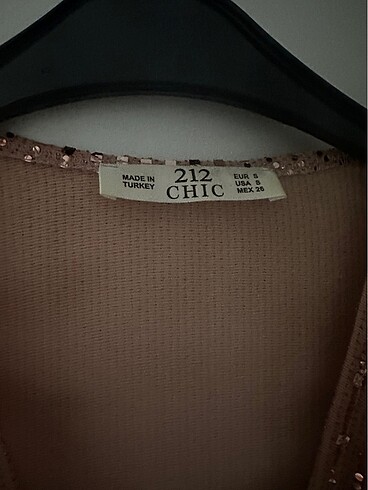 MADE IN
TURKEY
212
CHIC
EUR S
USA S
MEX 26